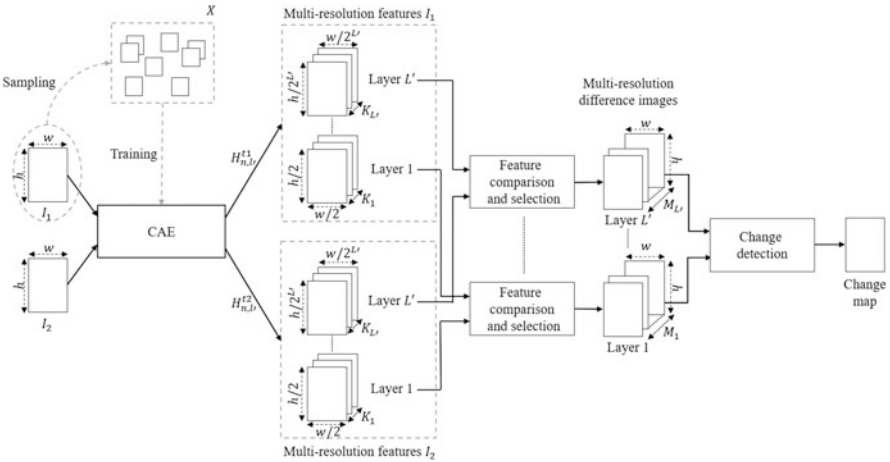 X
Sampling
w
h
I₁
w
h
I₂
Training
CAE
H_{n,l'}^{t1}
H_{n,l'}^{t2}
Multi-resolution features I₁
w/2^{L'}
h/2^{L'}
K_{L'}
Layer L'
h/2
K₁
w/2
Layer 1
w/2^{L'}
h/2^{L'}
K_{L'}
Layer L'
h/2
K₁
w/2
Layer 1
Multi-resolution features I₂
Feature
comparison
and selection
Feature
comparison
and selection
Multi-resolution
difference images
w
h
M_{L'}
Layer L'
w
h
M₁
Layer 1
Change
detection
Change
map